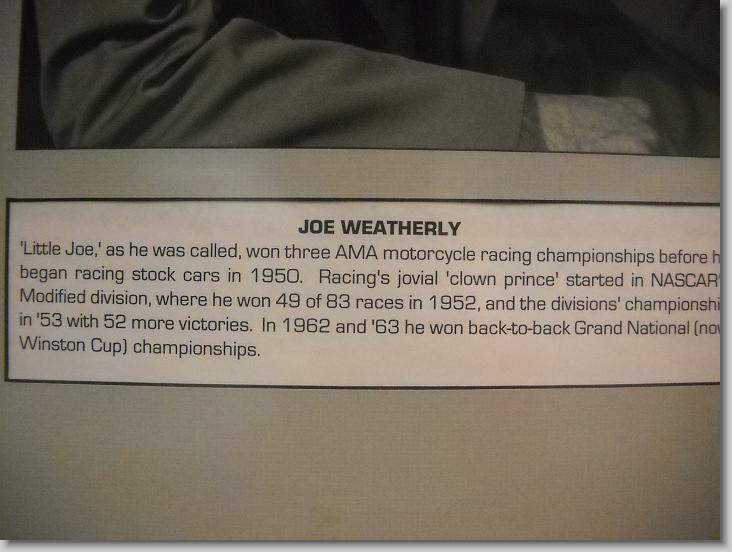 JOE WEATHERLY
'Little Joe,' as he was called, won three AMA motorcycle racing championships before
began racing stock cars in 1950. Racing's jovial 'clown prince' started in NASCAR'
Modified division, where he won 49 of 83 races in 1952, and the divisions' championshi
in '53 with 52 more victories. In 1962 and '63 he won back-to-back Grand National (no
Winston Cup) championships.